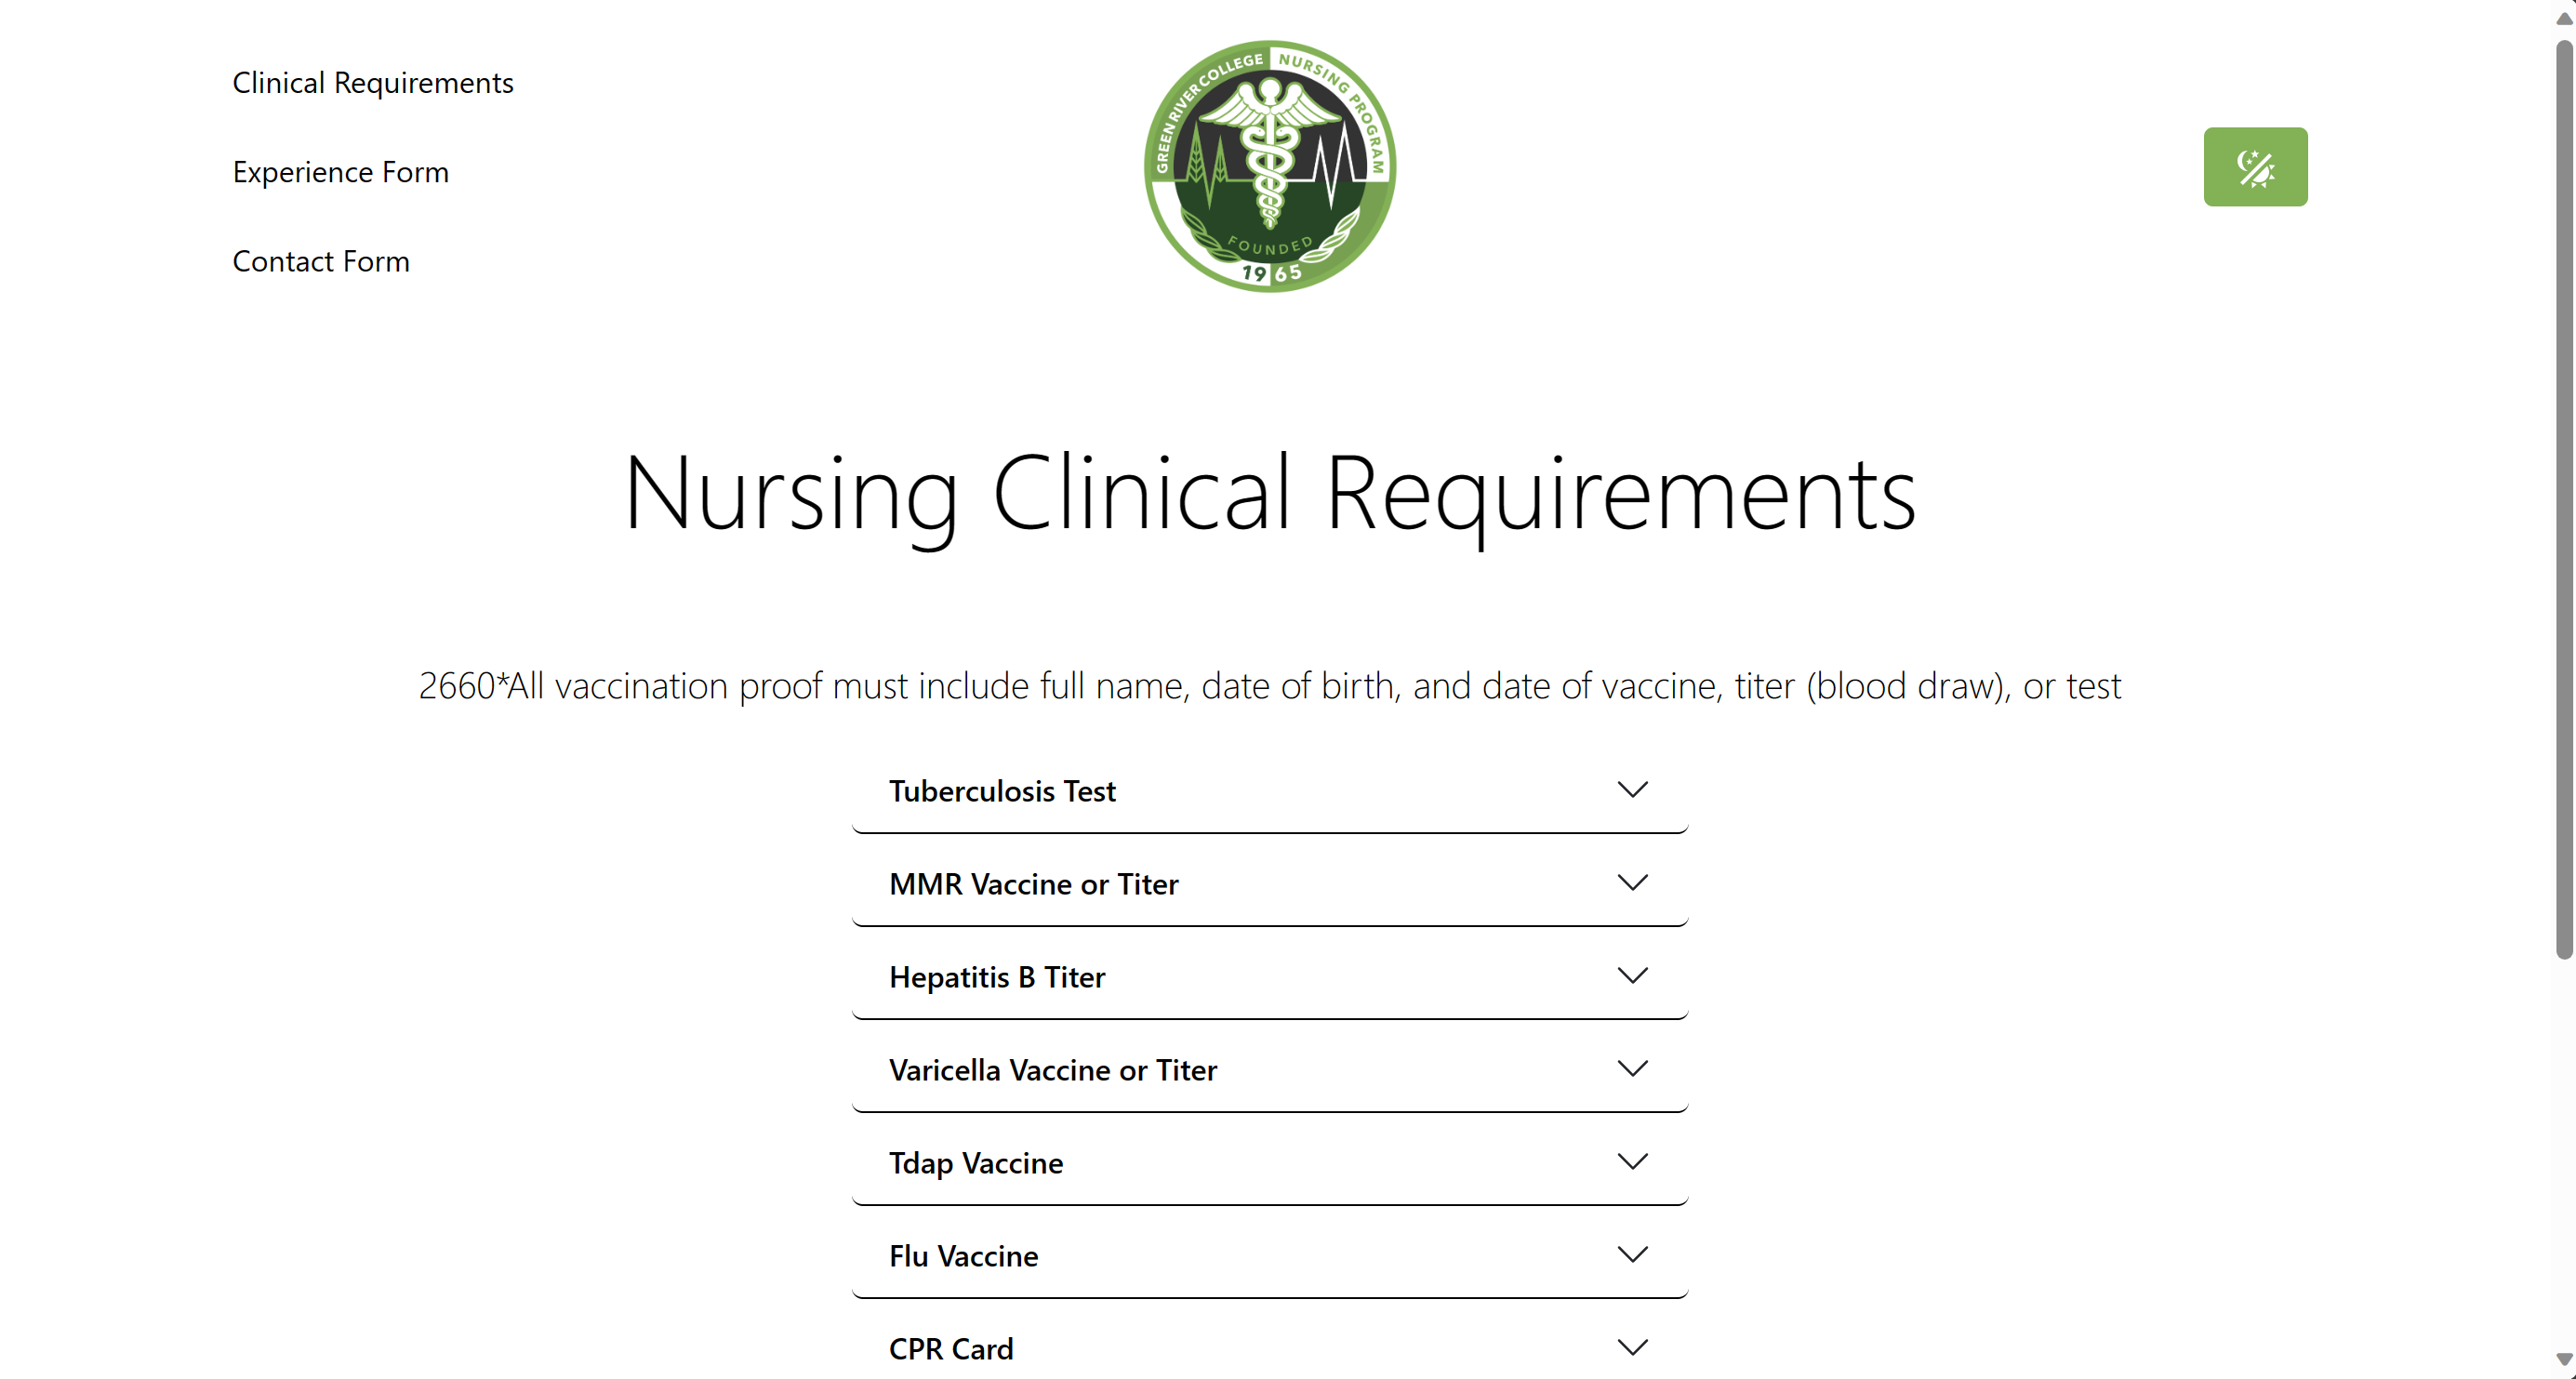 Clinical Requirements
Experience Form
Contact Form
GREEN RIVER COLLEGE NURSING PROGRAM
FOUNDED
1965
Nursing Clinical Requirements
2660*All vaccination proof must include full name, date of birth, and date of vaccine, titer (blood draw), or test
Tuberculosis Test
MMR Vaccine or Titer
Hepatitis B Titer
Varicella Vaccine or Titer
Tdap Vaccine
Flu Vaccine
CPR Card